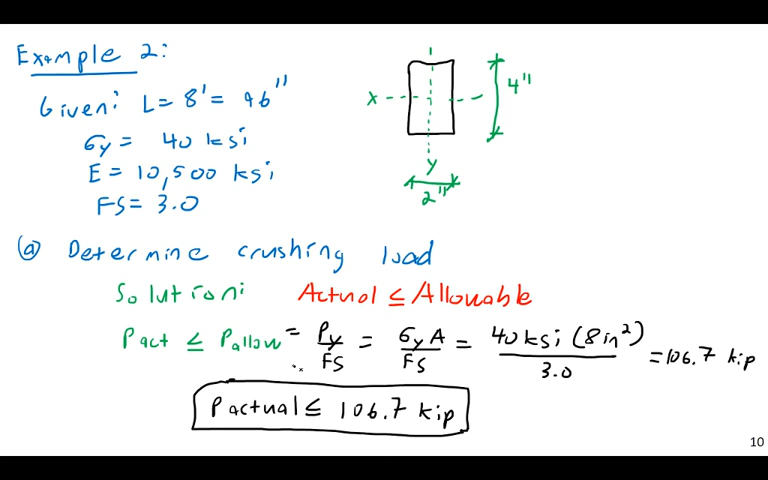 Example 2:
Given: L = 8' = 96"
σy = 40 ksi
E = 10,500 ksi
FS = 3.0
x
4"
y
2"
(a) Determine crushing load
Solution: Actual ≤ Allowable
Pact ≤ Pallow = Py/FS = σy A/FS = 40 ksi (8 in²)/3.0 = 106.7 kip
Pactual ≤ 106.7 kip
10